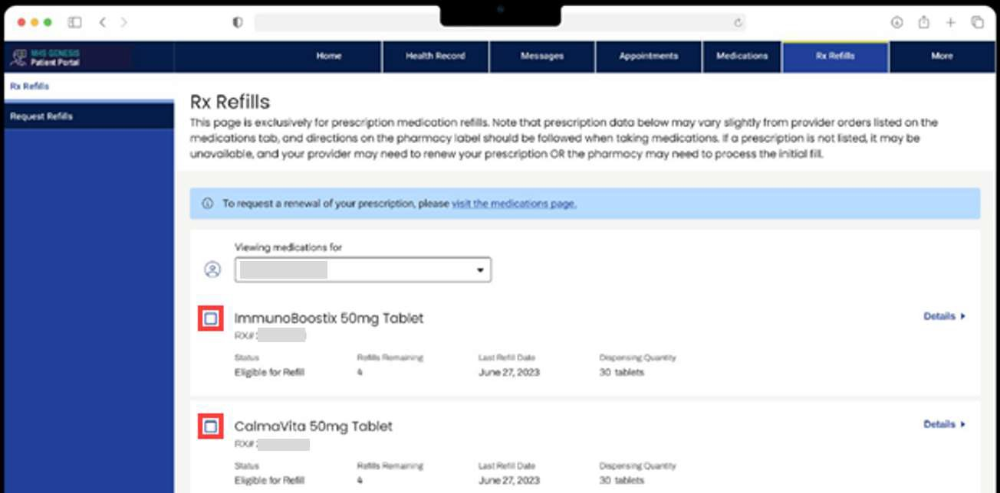 MHS GENESIS
Patient Portal
Home
Health Record
Messages
Appointments
Medications
Rx Refills
More
Rx Refills
Request Refills
Rx Refills
This page is exclusively for prescription medication refills. Note that prescription data below may vary slightly from provider orders listed on the
medications tab, and directions on the pharmacy label should be followed when taking medications. If a prescription is not listed, it may be
unavailable, and your provider may need to renew your prescription OR the pharmacy may need to process the initial fill.
To request a renewal of your prescription, please visit the medications page.
Viewing medications for
ImmunoBoostix 50mg Tablet
Details
RX#:
Status
Refills Remaining
Last Refill Date
Dispensing Quantity
Eligible for Refill
4
June 27, 2023
30 tablets
CalmaVita 50mg Tablet
Details
RX#:
Status
Refills Remaining
Last Refill Date
Dispensing Quantity
Eligible for Refill
4
June 27, 2023
30 tablets